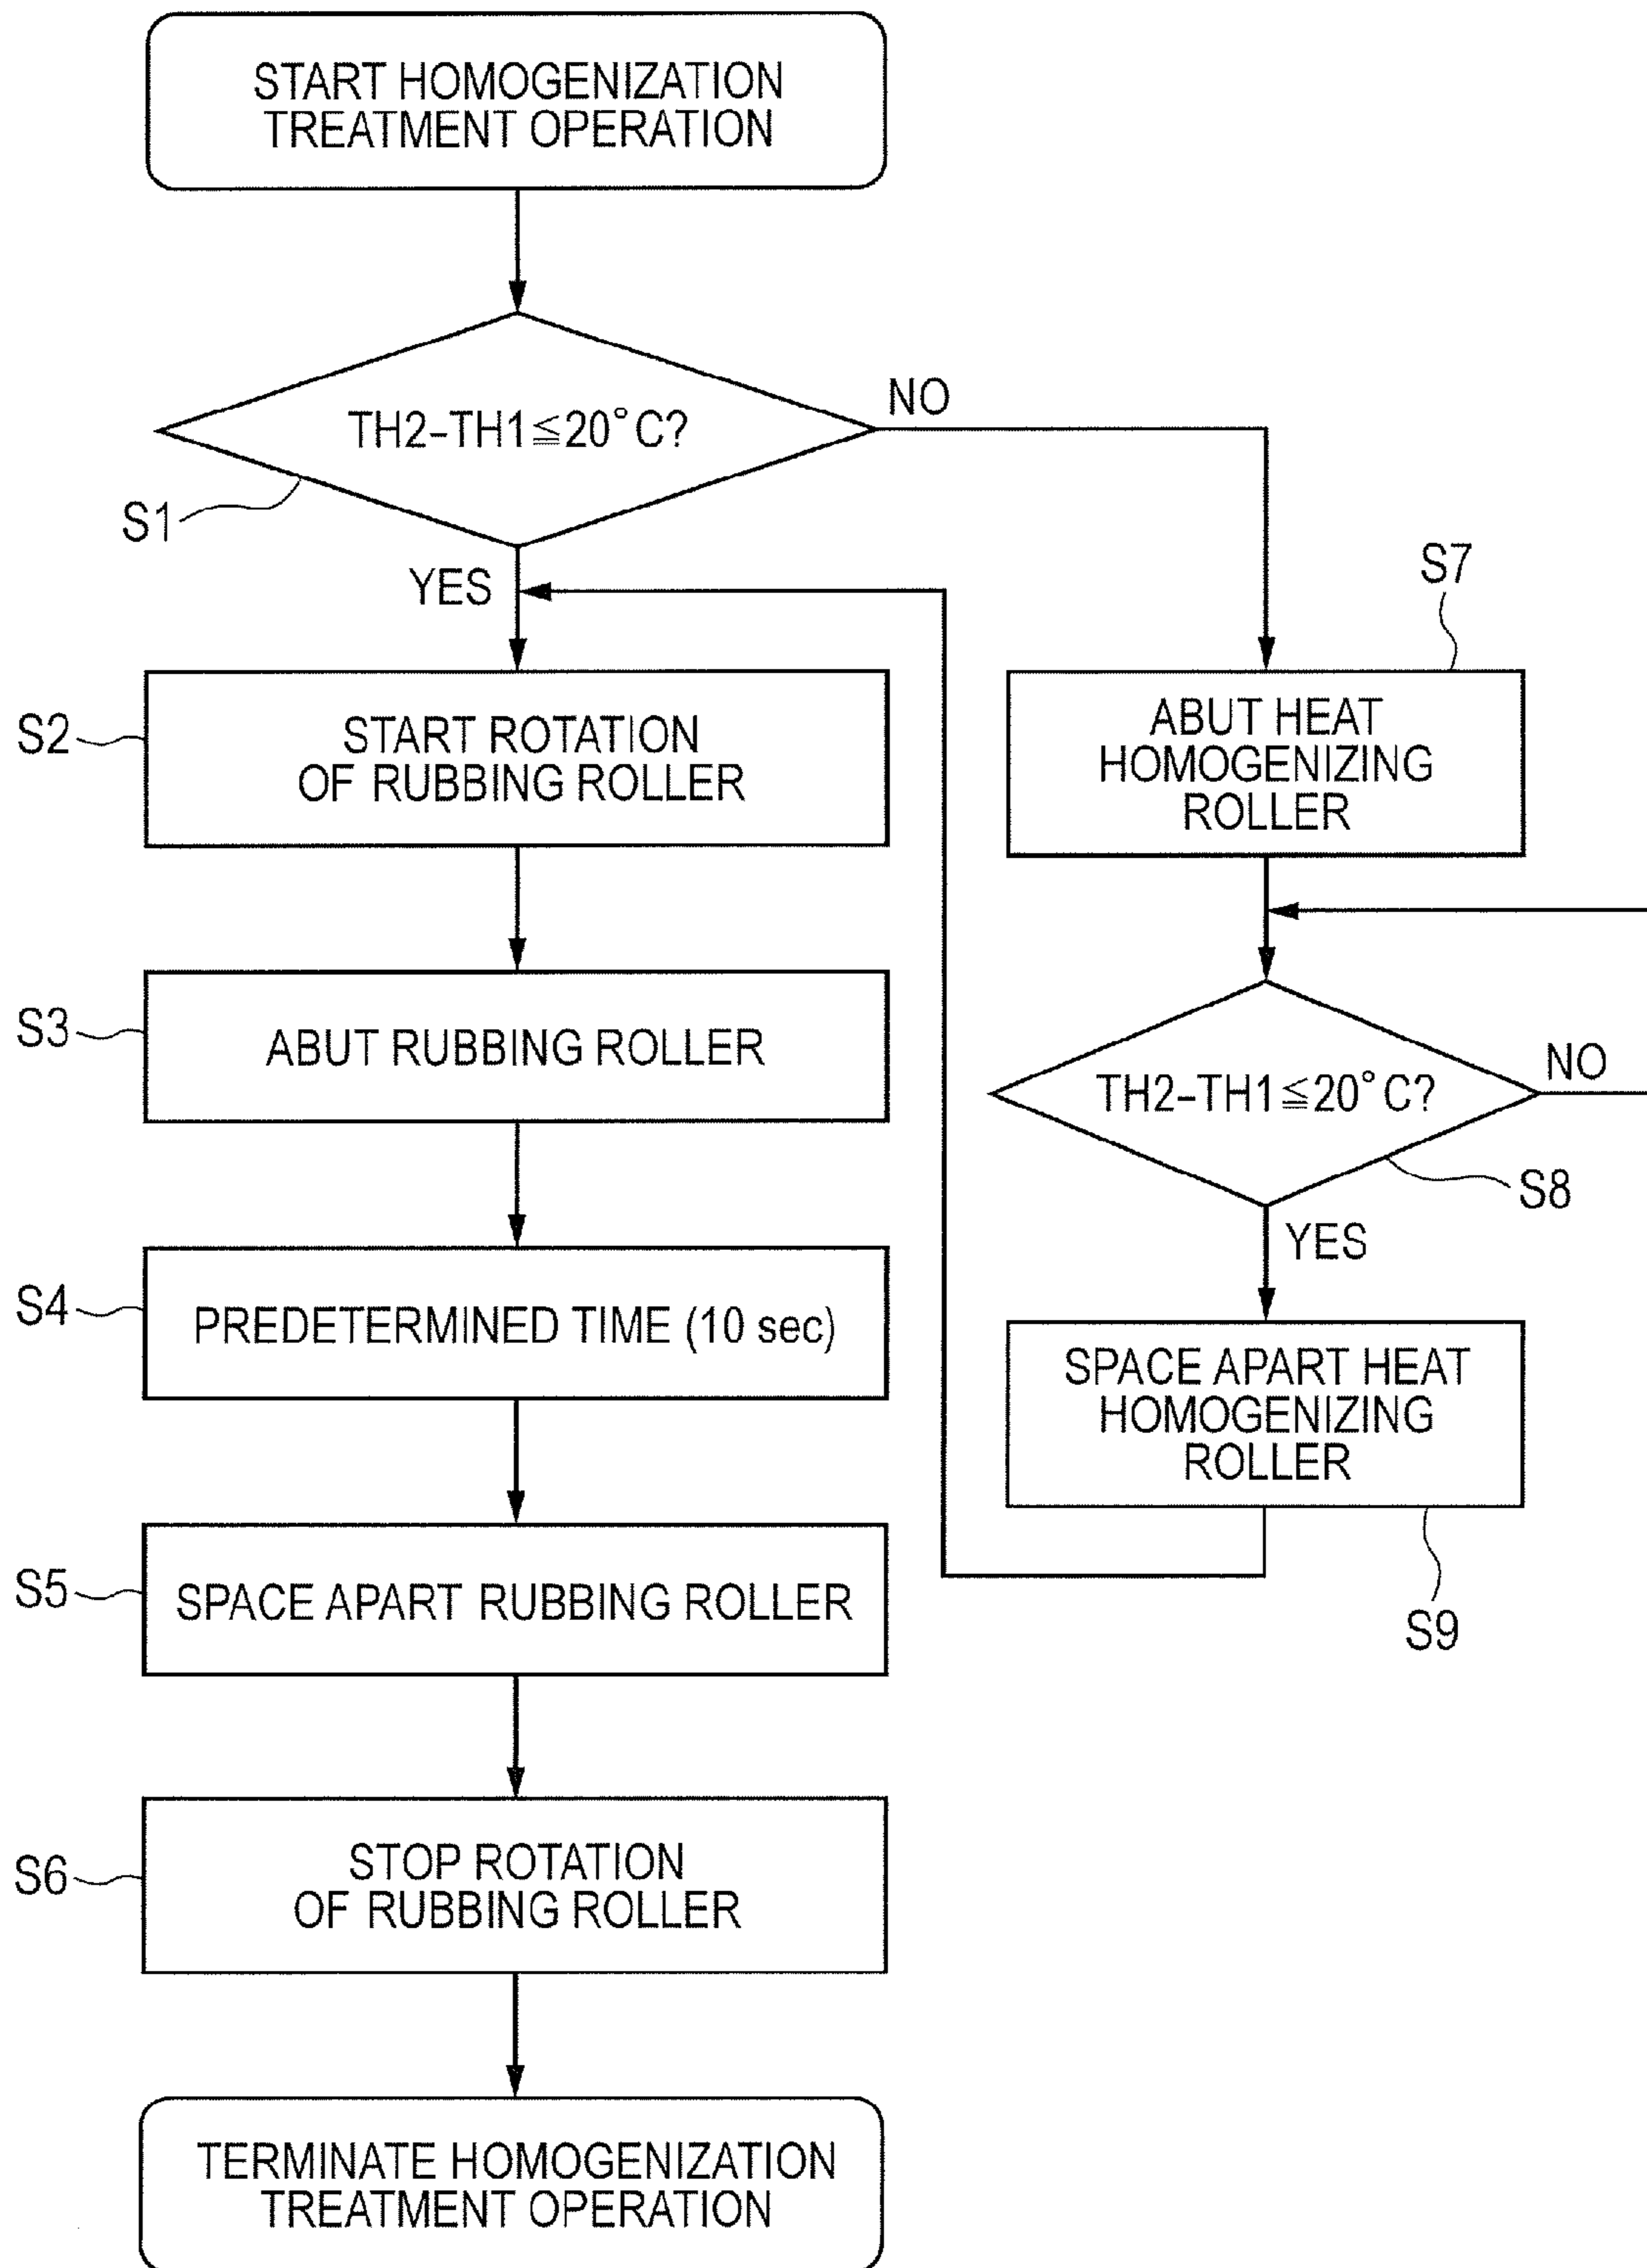 START HOMOGENIZATION
TREATMENT OPERATION
TH2–TH1≦20°C?
NO
S1
YES
S2
START ROTATION
OF RUBBING ROLLER
S3
ABUT RUBBING ROLLER
S4
PREDETERMINED TIME (10 sec)
S5
SPACE APART RUBBING ROLLER
S6
STOP ROTATION
OF RUBBING ROLLER
TERMINATE HOMOGENIZATION
TREATMENT OPERATION
S7
ABUT HEAT
HOMOGENIZING
ROLLER
TH2–TH1≦20°C?
NO
S8
YES
SPACE APART HEAT
HOMOGENIZING
ROLLER
S9